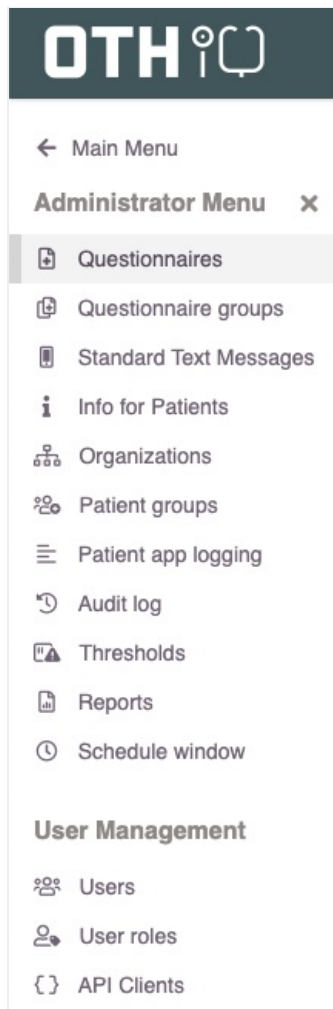 OTH
Main Menu
Administrator Menu
Questionnaires
Questionnaire groups
Standard Text Messages
Info for Patients
Organizations
Patient groups
Patient app logging
Audit log
Thresholds
Reports
Schedule window
User Management
Users
User roles
API Clients